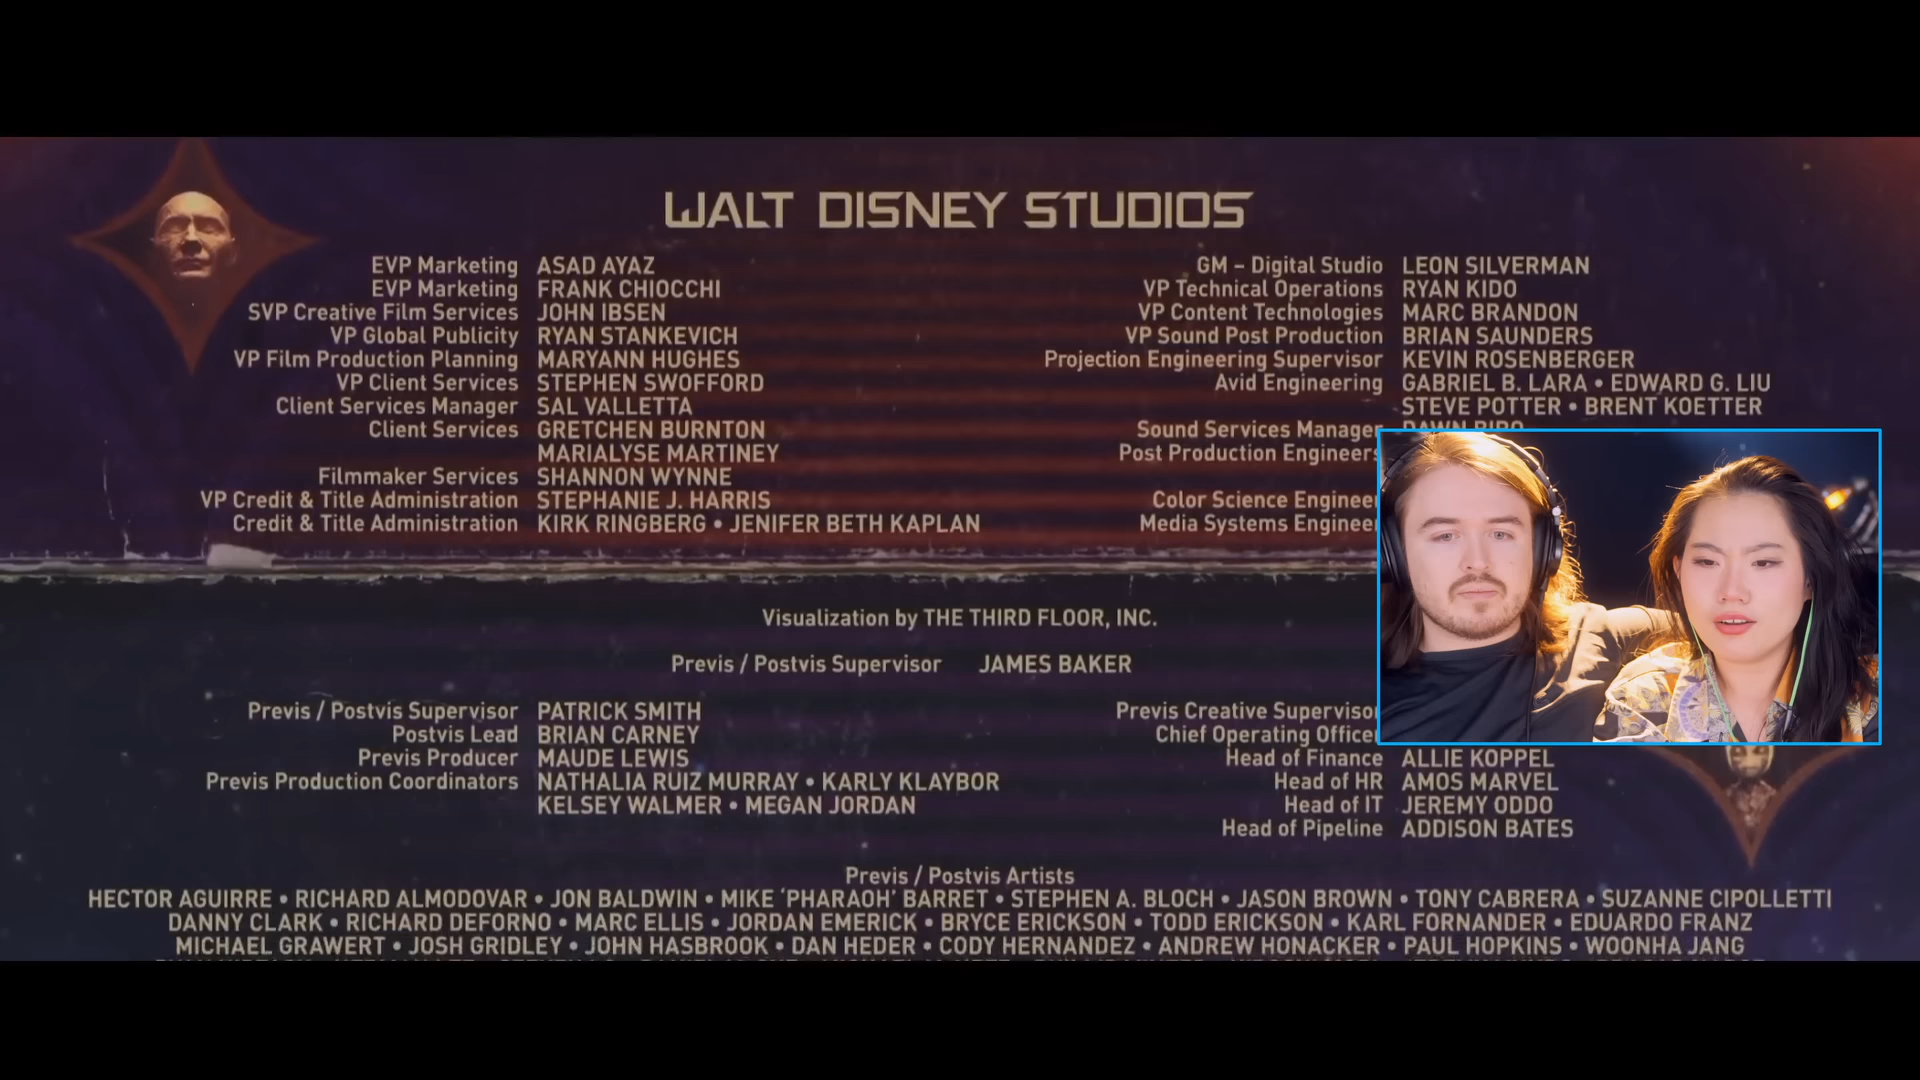 WALT DISNEY STUDIOS
EVP Marketing ASAD AYAZ
EVP Marketing FRANK CHIOCCHI
SVP Creative Film Services JOHN IBSEN
VP Global Publicity RYAN STANKEVICH
VP Film Production Planning MARYANN HUGHES
VP Client Services STEPHEN SWOFFORD
Client Services Manager SAL VALLETTA
Client Services GRETCHEN BURNTON
MARIALYSE MARTINEY
Filmmaker Services SHANNON WYNNE
VP Credit & Title Administration STEPHANIE J. HARRIS
Credit & Title Administration KIRK RINGBERG • JENIFER BETH KAPLAN
GM – Digital Studio LEON SILVERMAN
VP Technical Operations RYAN KIDO
VP Content Technologies MARC BRANDON
VP Sound Post Production BRIAN SAUNDERS
Projection Engineering Supervisor KEVIN ROSENBERGER
Avid Engineering GABRIEL B. LARA • EDWARD G. LIU
STEVE POTTER • BRENT KOETTER
Sound Services Manager
Post Production Engineers
Color Science Engineer
Media Systems Engineer
Visualization by THE THIRD FLOOR, INC.
Previs / Postvis Supervisor JAMES BAKER
Previs / Postvis Supervisor PATRICK SMITH
Postvis Lead BRIAN CARNEY
Previs Producer MAUDE LEWIS
Previs Production Coordinators NATHALIA RUIZ MURRAY • KARLY KLAYBOR
KELSEY WALMER • MEGAN JORDAN
Previs Creative Supervisor
Chief Operating Officer
Head of Finance ALLIE KOPPEL
Head of HR AMOS MARVEL
Head of IT JEREMY ODDO
Head of Pipeline ADDISON BATES
Previs / Postvis Artists
HECTOR AGUIRRE • RICHARD ALMODOVAR • JON BALDWIN • MIKE ‘PHARAOH’ BARRET • STEPHEN A. BLOCH • JASON BROWN • TONY CABRERA • SUZANNE CIPOLLETTI
DANNY CLARK • RICHARD DEFORNO • MARC ELLIS • JORDAN EMERICK • BRYCE ERICKSON • TODD ERICKSON • KARL FORNANDER • EDUARDO FRANZ
MICHAEL GRAWERT • JOSH GRIDLEY • JOHN HASBROOK • DAN HEDER • CODY HERNANDEZ • ANDREW HONACKER • PAUL HOPKINS • WOONHA JANG